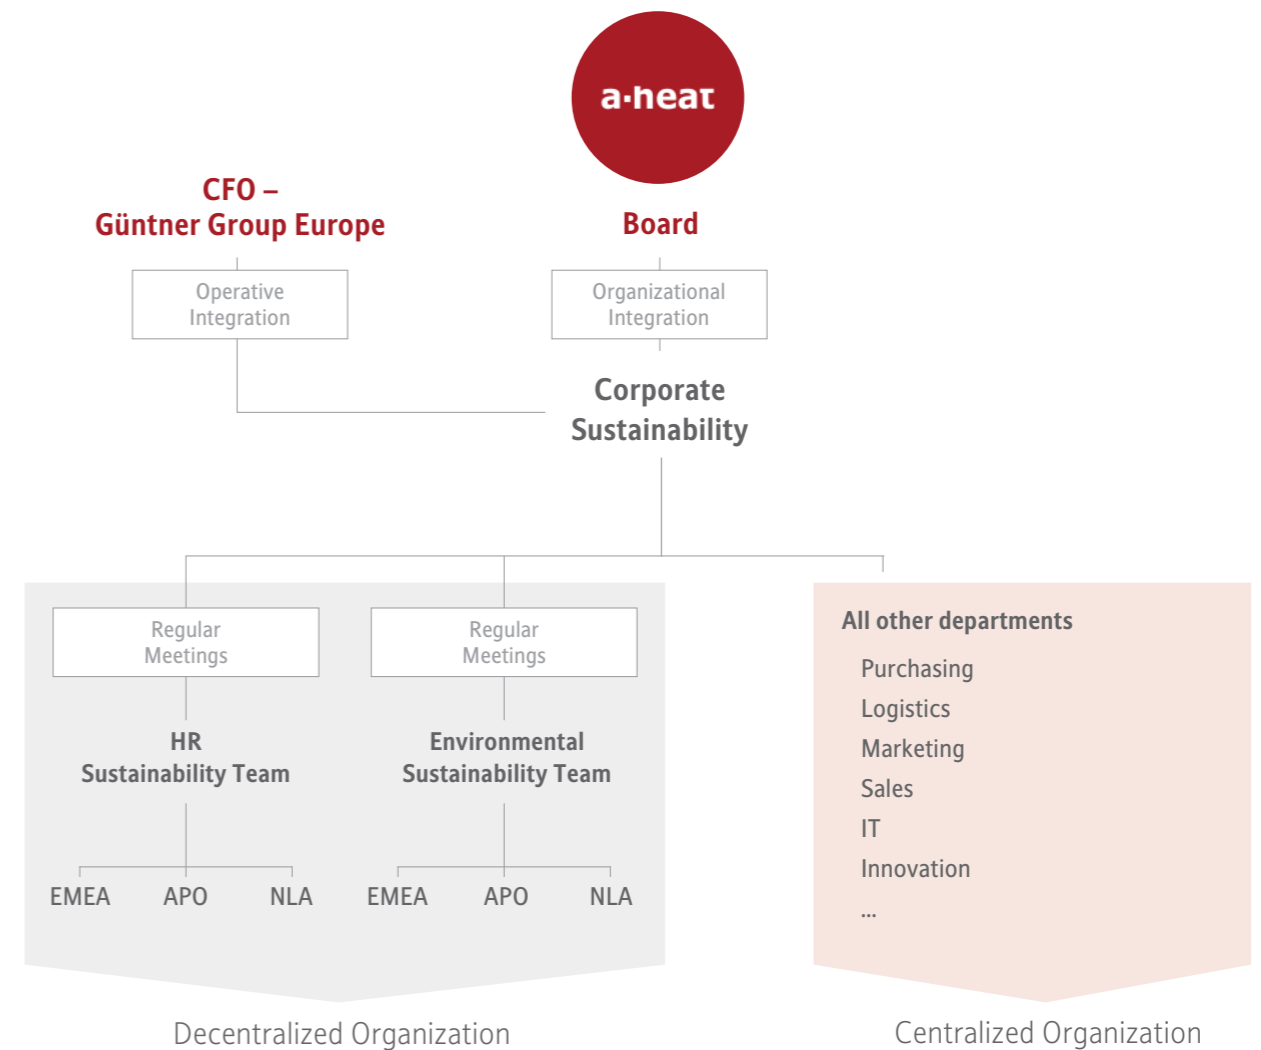 a·heat
CFO –
Güntner Group Europe
Board
Operative
Integration
Organizational
Integration
Corporate
Sustainability
Regular
Meetings
HR
Sustainability Team
EMEA APO NLA
Regular
Meetings
Environmental
Sustainability Team
EMEA APO NLA
Decentralized Organization
All other departments
Purchasing
Logistics
Marketing
Sales
IT
Innovation
...
Centralized Organization